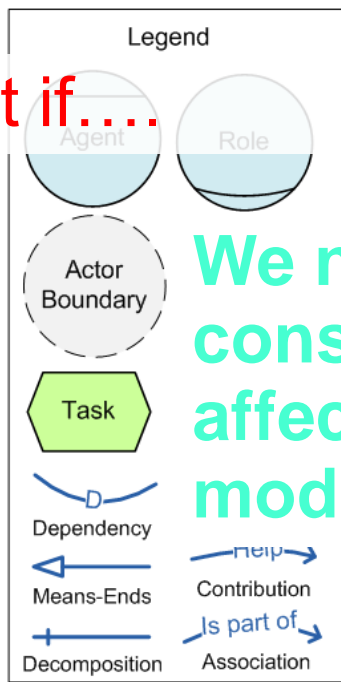 Legend
t if....
Agent
Role
Actor
Boundary
We
cons
affec
mod
Task
D
Dependency
Help
Means-Ends
Contribution
Is part of
Decomposition
Association